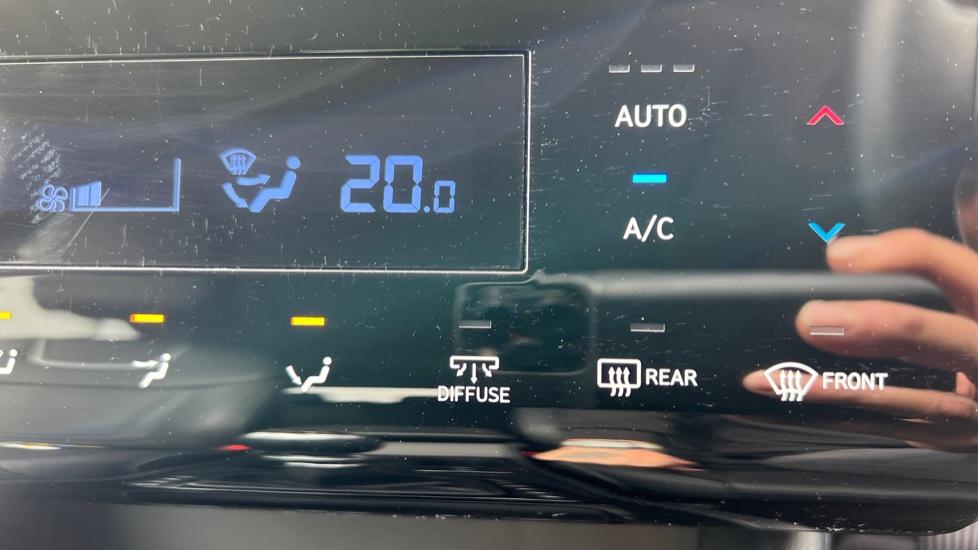 AUTO
20.0
A/C
DIFFUSE
REAR
FRONT